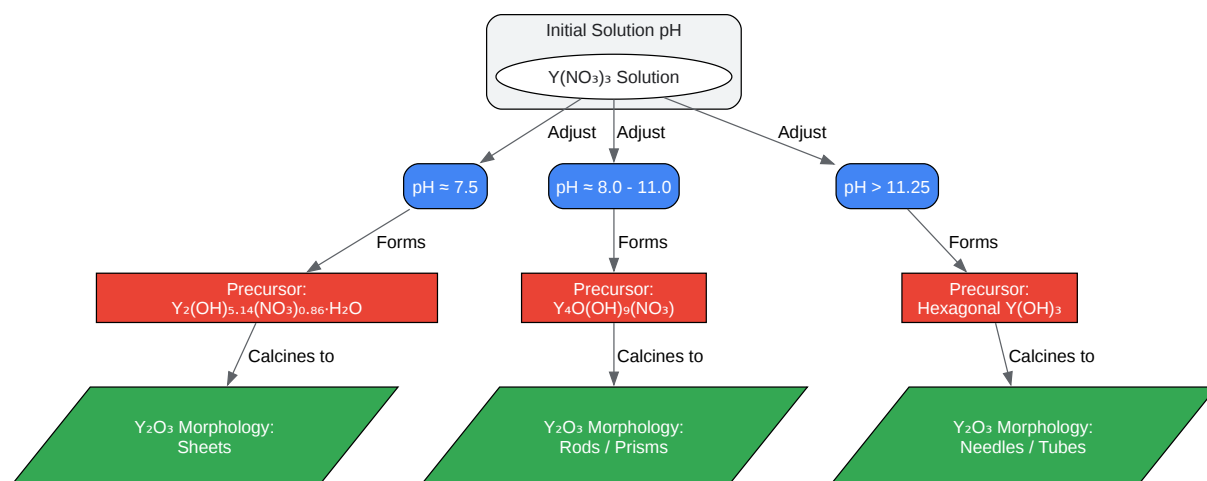 Initial Solution pH
Y(NO₃)₃ Solution
Adjust
Adjust
Adjust
pH ≈ 7.5
pH ≈ 8.0 - 11.0
pH > 11.25
Forms
Forms
Forms
Precursor:
Y₂(OH)₅.₁₄(NO₃)₀.₈₆·H₂O
Precursor:
Y₄O(OH)₉(NO₃)
Precursor:
Hexagonal Y(OH)₃
Calcines to
Calcines to
Calcines to
Y₂O₃ Morphology:
Sheets
Y₂O₃ Morphology:
Rods / Prisms
Y₂O₃ Morphology:
Needles / Tubes